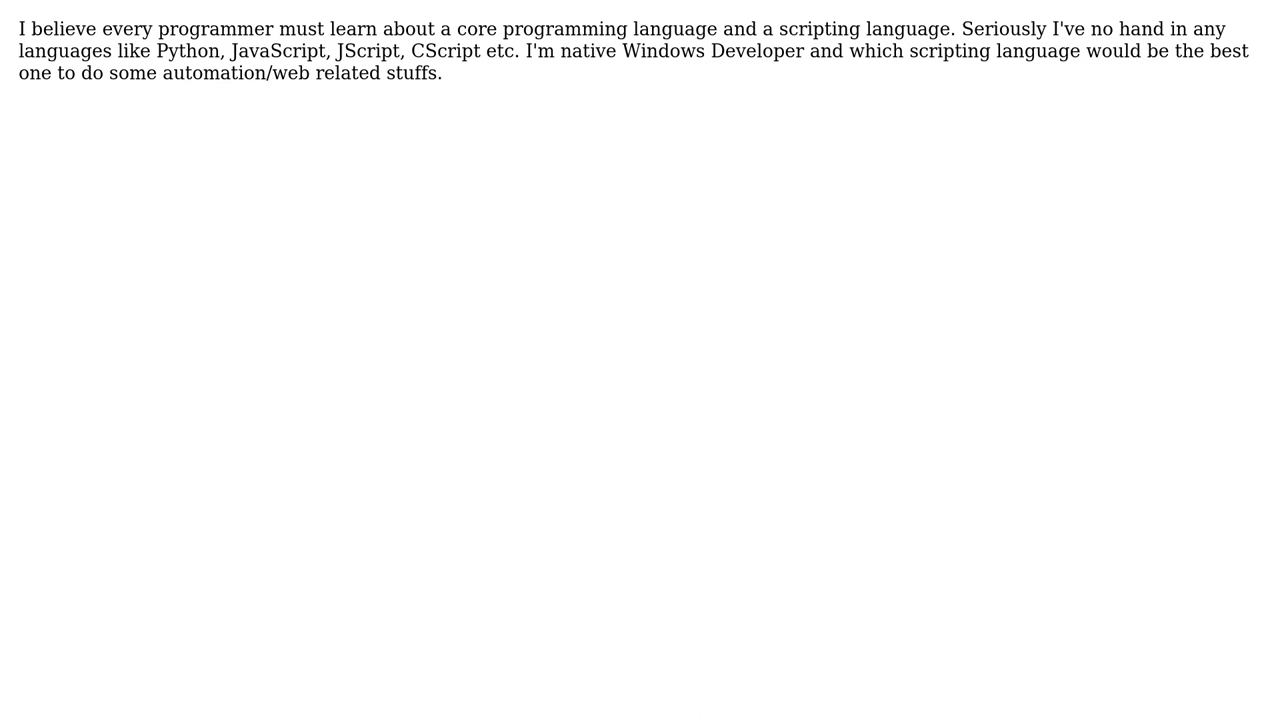 I believe every programmer must learn about a core programming language and a scripting language. Seriously I've no hand in any
languages like Python, JavaScript, JScript, CScript etc. I'm native Windows Developer and which scripting language would be the best
one to do some automation/web related stuffs.